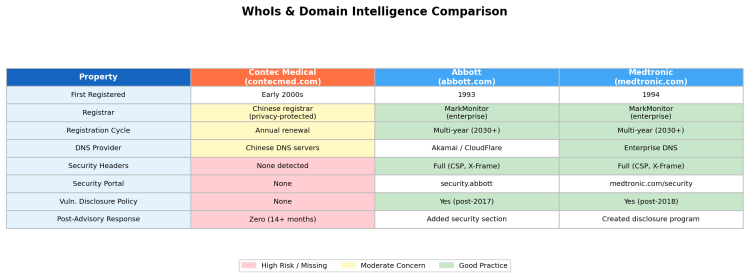 WhoIs & Domain Intelligence Comparison
Property
Contec Medical
(contecmed.com)
Abbott
(abbott.com)
Medtronic
(medtronic.com)
First Registered
Early 2000s
1993
1994
Registrar
Chinese registrar
(privacy-protected)
MarkMonitor
(enterprise)
MarkMonitor
(enterprise)
Registration Cycle
Annual renewal
Multi-year (2030+)
Multi-year (2030+)
DNS Provider
Chinese DNS servers
Akamai / CloudFlare
Enterprise DNS
Security Headers
None detected
Full (CSP, X-Frame)
Full (CSP, X-Frame)
Security Portal
None
security.abbott
medtronic.com/security
Vuln. Disclosure Policy
None
Yes (post-2017)
Yes (post-2018)
Post-Advisory Response
Zero (14+ months)
Added security section
Created disclosure program
High Risk / Missing
Moderate Concern
Good Practice